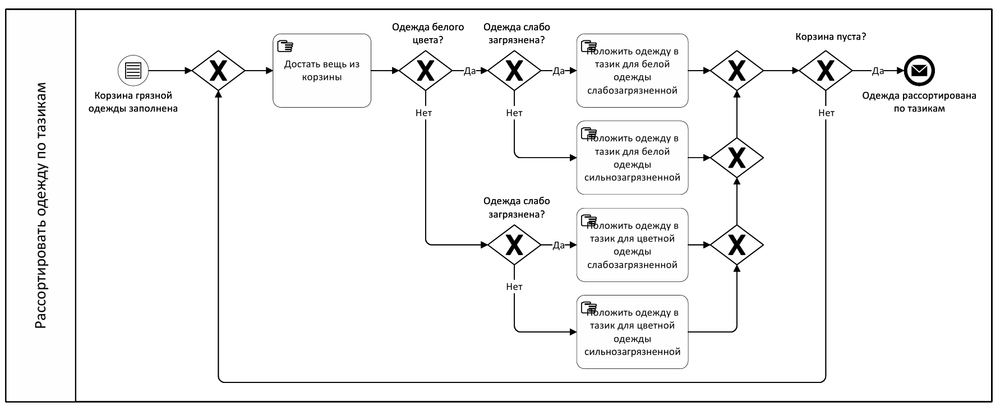 Рассортировать одежду по тазикам
Корзина грязной
одежды заполнена
Достать вещь из
корзины
Одежда белого
цвета?
Да
Нет
Одежда слабо
загрязнена?
Да
Нет
Положить одежду в
тазик для белой
одежды
слабозагрязненной
Положить одежду в
тазик для белой
одежды
сильнозагрязненной
Одежда слабо
загрязнена?
Да
Нет
Положить одежду в
тазик для цветной
одежды
слабозагрязненной
Положить одежду в
тазик для цветной
одежды
сильнозагрязненной
Корзина пуста?
Да
Нет
Одежда рассортирована
по тазикам